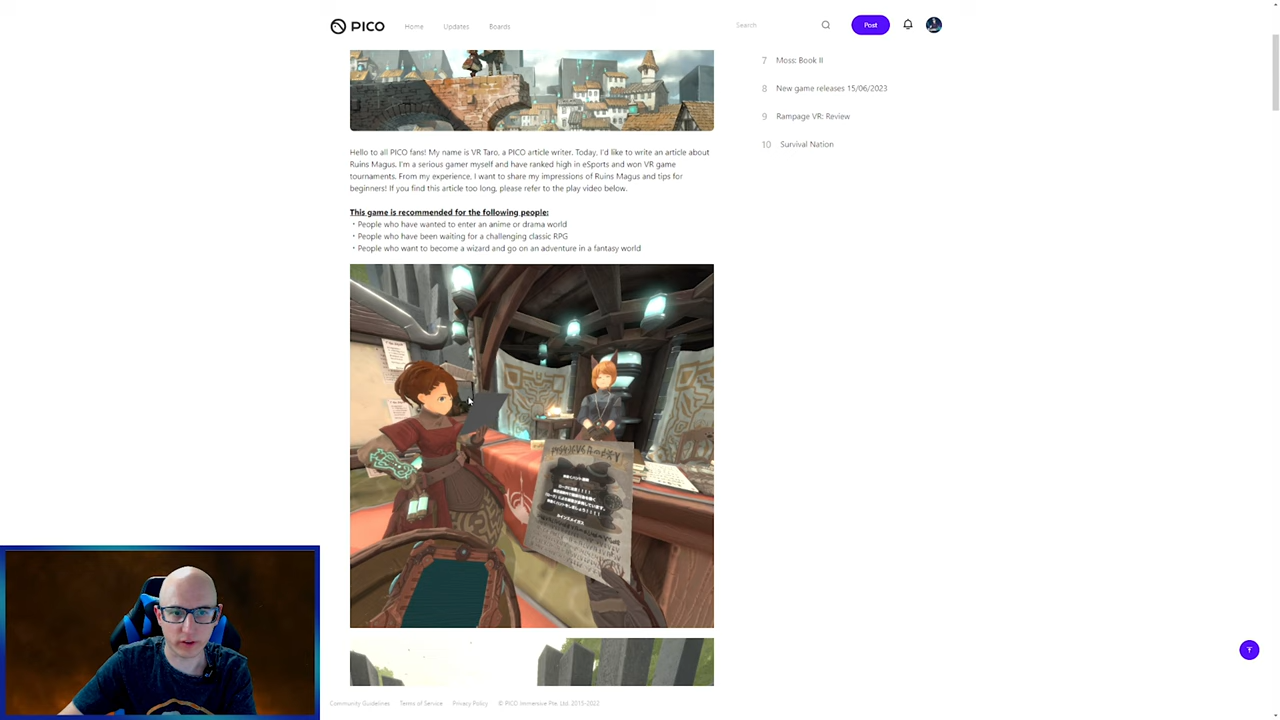 PICO
Home
Updates
Boards
Search
Post
7 Moss: Book II
8 New game releases 15/06/2023
9 Rampage VR: Review
10 Survival Nation
Hello to all PICO fans! My name is VR Taro, a PICO article writer. Today, I'd like to write an article about
Ruins Magus. I'm a serious gamer myself and have ranked high in eSports and won VR game
tournaments. From my experience, I want to share my impressions of Ruins Magus and tips for
beginners! If you find this article too long, please refer to the play video below.
This game is recommended for the following people:
・People who have wanted to enter an anime or drama world
・People who have been waiting for a challenging classic RPG
・People who want to become a wizard and go on an adventure in a fantasy world
Community Guidelines
Terms of Service
Privacy Policy
© PICO Immersive Pte. Ltd. 2015-2022